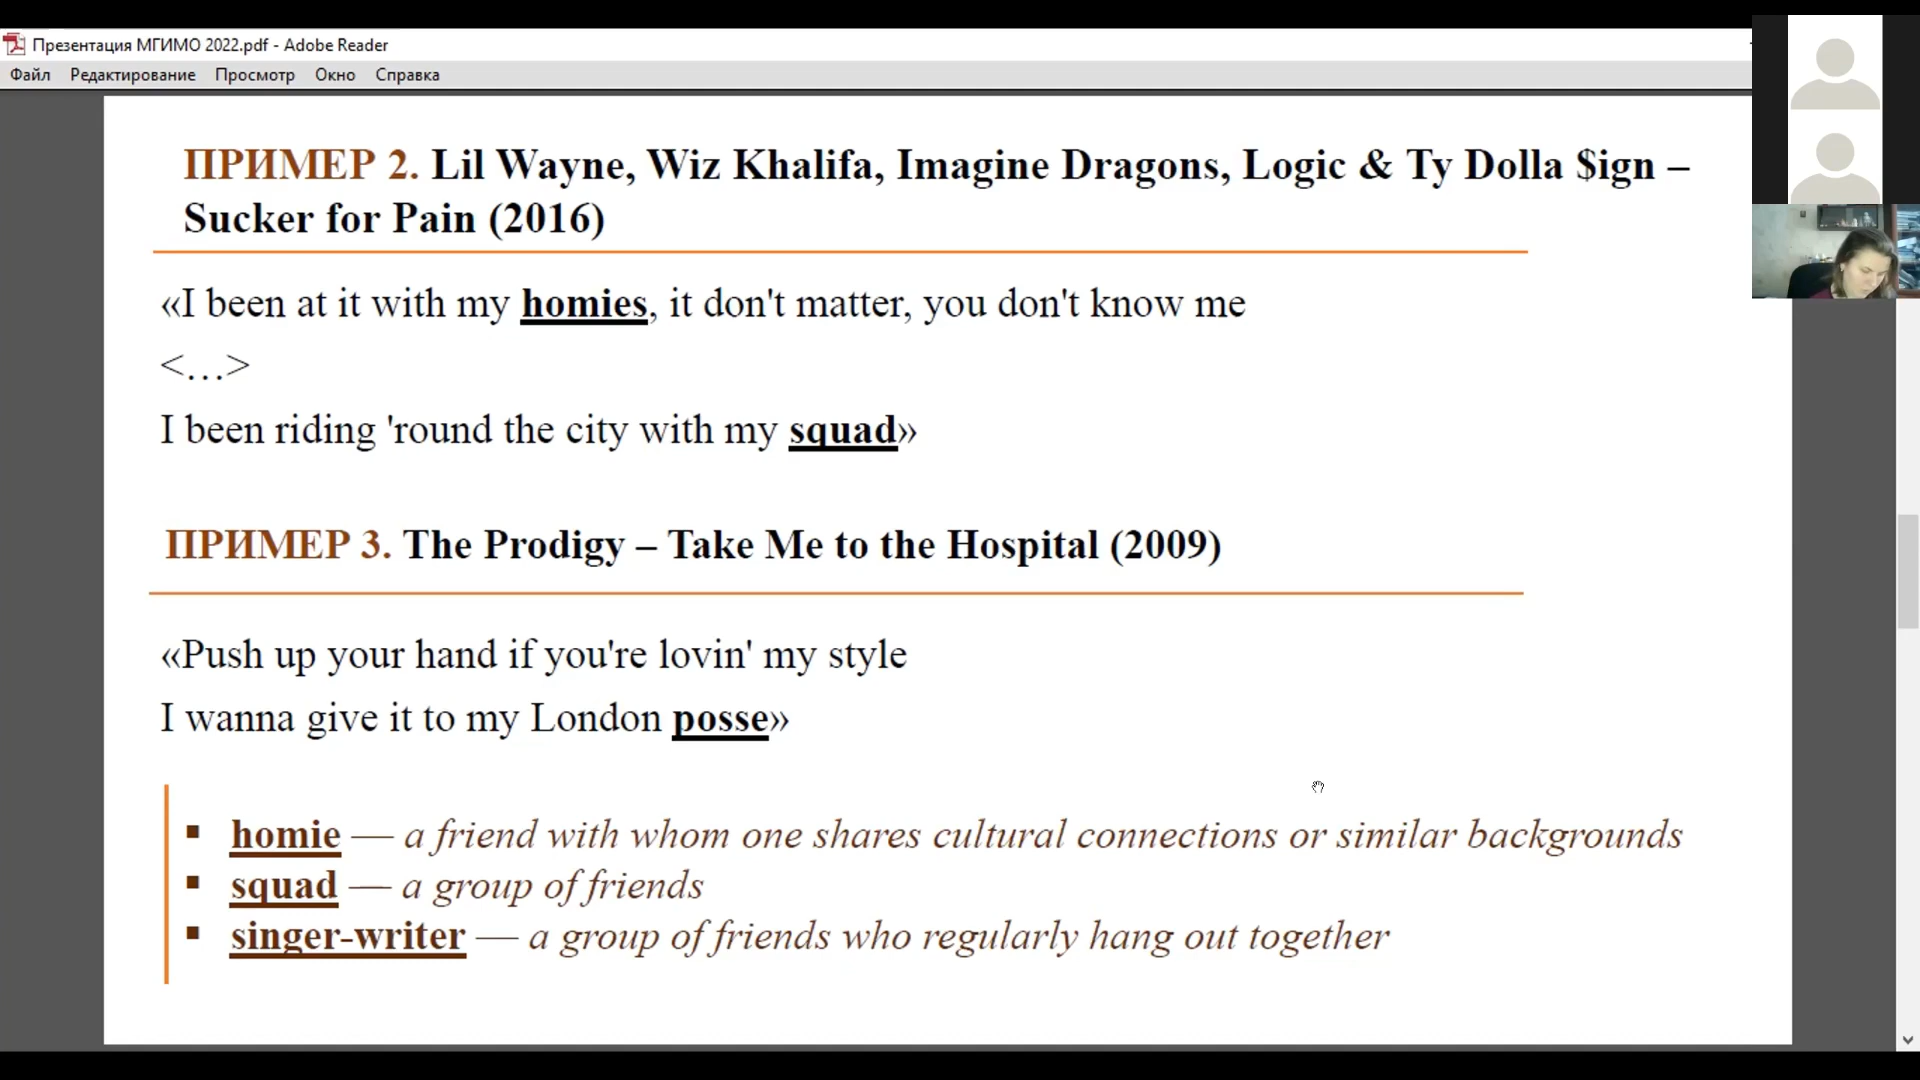 Презентация МГИМО 2022.pdf - Adobe Reader
Файл Редактирование Просмотр Окно Справка
ПРИМЕР 2. Lil Wayne, Wiz Khalifa, Imagine Dragons, Logic & Ty Dolla $ign –
Sucker for Pain (2016)
«I been at it with my homies, it don't matter, you don't know me
<…>
I been riding 'round the city with my squad»
ПРИМЕР 3. The Prodigy – Take Me to the Hospital (2009)
«Push up your hand if you're lovin' my style
I wanna give it to my London posse»
▪ homie — a friend with whom one shares cultural connections or similar backgrounds
▪ squad — a group of friends
▪ singer-writer — a group of friends who regularly hang out together